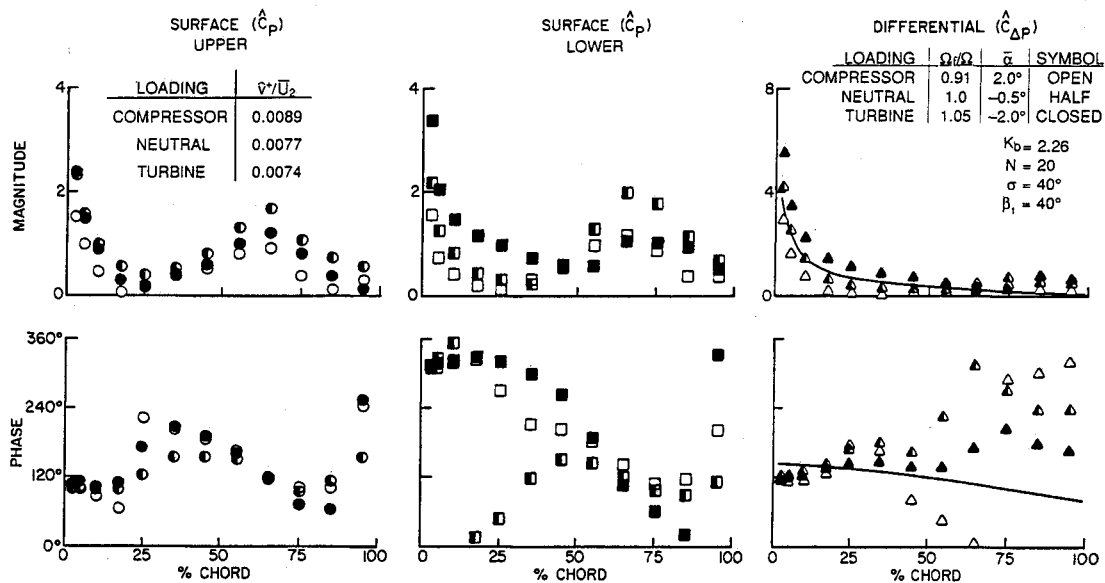 SURFACE (ĈP)
UPPER
LOADING ṽ⁺/Ū₂
COMPRESSOR 0.0089
NEUTRAL 0.0077
TURBINE 0.0074
SURFACE (ĈP)
LOWER
DIFFERENTIAL (ĈΔP)
LOADING Ωf/Ω ᾱ SYMBOL
COMPRESSOR 0.91 2.0° OPEN
NEUTRAL 1.0 -0.5° HALF
TURBINE 1.05 -2.0° CLOSED
Kb = 2.26
N = 20
σ = 40°
β₁ = 40°
MAGNITUDE
4
2
0
4
2
0
8
4
0
PHASE
360°
240°
120°
0°
0 25 50 75 100
% CHORD
0 25 50 75 100
% CHORD
0 25 50 75 100
% CHORD